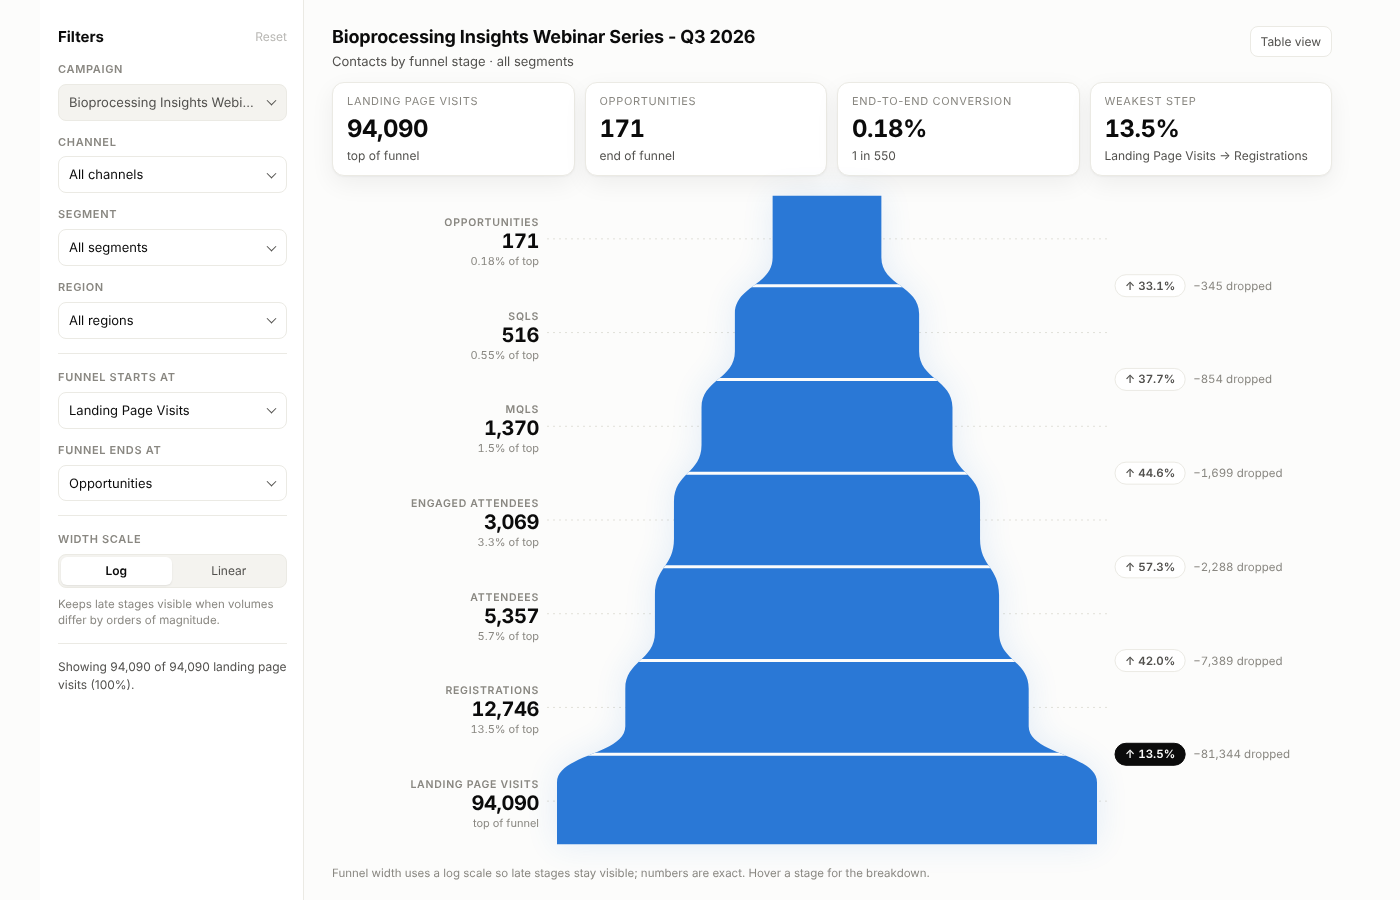 Filters
Reset
CAMPAIGN
Bioprocessing Insights Webi...
CHANNEL
All channels
SEGMENT
All segments
REGION
All regions
FUNNEL STARTS AT
Landing Page Visits
FUNNEL ENDS AT
Opportunities
WIDTH SCALE
Log
Linear
Keeps late stages visible when volumes
differ by orders of magnitude.
Showing 94,090 of 94,090 landing page
visits (100%).
Bioprocessing Insights Webinar Series - Q3 2026
Contacts by funnel stage · all segments
Table view
LANDING PAGE VISITS
94,090
top of funnel
OPPORTUNITIES
171
end of funnel
END-TO-END CONVERSION
0.18%
1 in 550
WEAKEST STEP
13.5%
Landing Page Visits → Registrations
OPPORTUNITIES
171
0.18% of top
↑ 33.1% −345 dropped
SQLS
516
0.55% of top
↑ 37.7% −854 dropped
MQLS
1,370
1.5% of top
↑ 44.6% −1,699 dropped
ENGAGED ATTENDEES
3,069
3.3% of top
↑ 57.3% −2,288 dropped
ATTENDEES
5,357
5.7% of top
↑ 42.0% −7,389 dropped
REGISTRATIONS
12,746
13.5% of top
↑ 13.5% −81,344 dropped
LANDING PAGE VISITS
94,090
top of funnel
Funnel width uses a log scale so late stages stay visible; numbers are exact. Hover a stage for the breakdown.